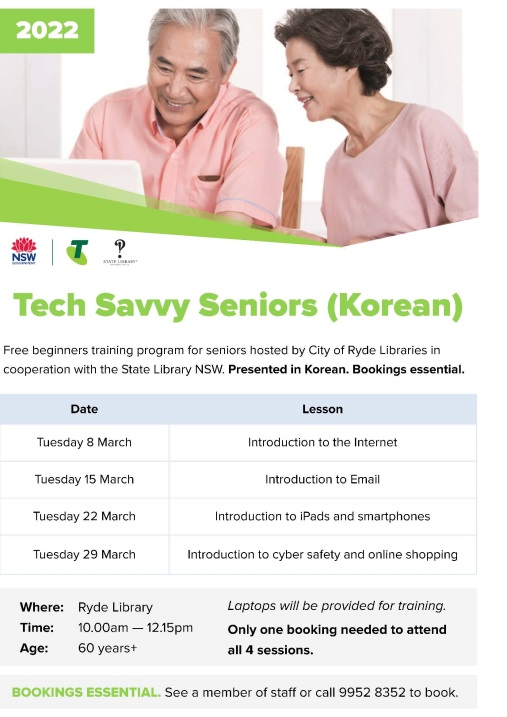 2022
NSW
GOVERNMENT
T
STATE LIBRARY
Tech Savvy Seniors (Korean)
Free beginners training program for seniors hosted by City of Ryde Libraries in
cooperation with the State Library NSW. Presented in Korean. Bookings essential.
Date Lesson
Tuesday 8 March Introduction to the Internet
Tuesday 15 March Introduction to Email
Tuesday 22 March Introduction to iPads and smartphones
Tuesday 29 March Introduction to cyber safety and online shopping
Where: Ryde Library
Time: 10.00am — 12.15pm
Age: 60 years+
Laptops will be provided for training.
Only one booking needed to attend
all 4 sessions.
BOOKINGS ESSENTIAL. See a member of staff or call 9952 8352 to book.